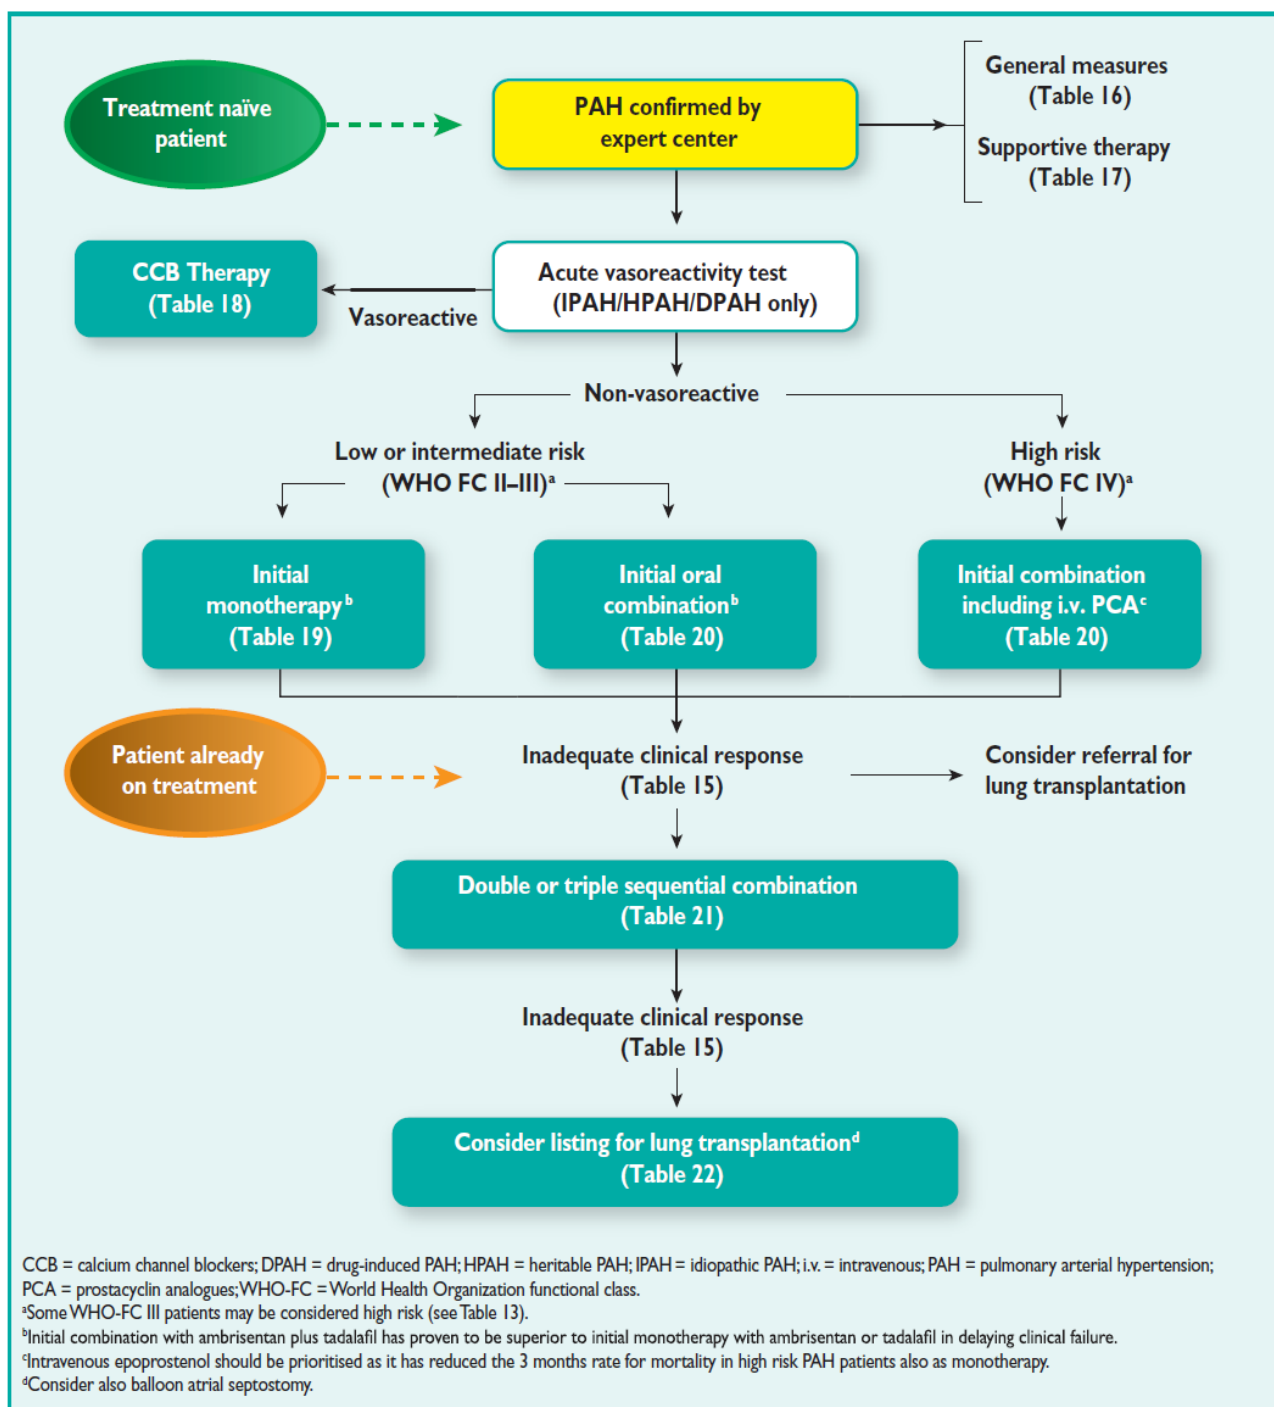 Treatment naïve
patient
PAH confirmed by
expert center
General measures
(Table 16)
Supportive therapy
(Table 17)
CCB Therapy
(Table 18)
Vasoreactive
Acute vasoreactivity test
(IPAH/HPAH/DPAH only)
Non-vasoreactive
Low or intermediate risk
(WHO FC II–III)ᵃ
High risk
(WHO FC IV)ᵃ
Initial
monotherapyᵇ
(Table 19)
Initial oral
combinationᵇ
(Table 20)
Initial combination
including i.v. PCAᶜ
(Table 20)
Patient already
on treatment
Inadequate clinical response
(Table 15)
Consider referral for
lung transplantation
Double or triple sequential combination
(Table 21)
Inadequate clinical response
(Table 15)
Consider listing for lung transplantationᵈ
(Table 22)
CCB = calcium channel blockers; DPAH = drug-induced PAH; HPAH = heritable PAH; IPAH = idiopathic PAH; i.v. = intravenous; PAH = pulmonary arterial hypertension;
PCA = prostacyclin analogues; WHO-FC = World Health Organization functional class.
ᵃSome WHO-FC III patients may be considered high risk (see Table 13).
ᵇInitial combination with ambrisentan plus tadalafil has proven to be superior to initial monotherapy with ambrisentan or tadalafil in delaying clinical failure.
ᶜIntravenous epoprostenol should be prioritised as it has reduced the 3 months rate for mortality in high risk PAH patients also as monotherapy.
ᵈConsider also balloon atrial septostomy.